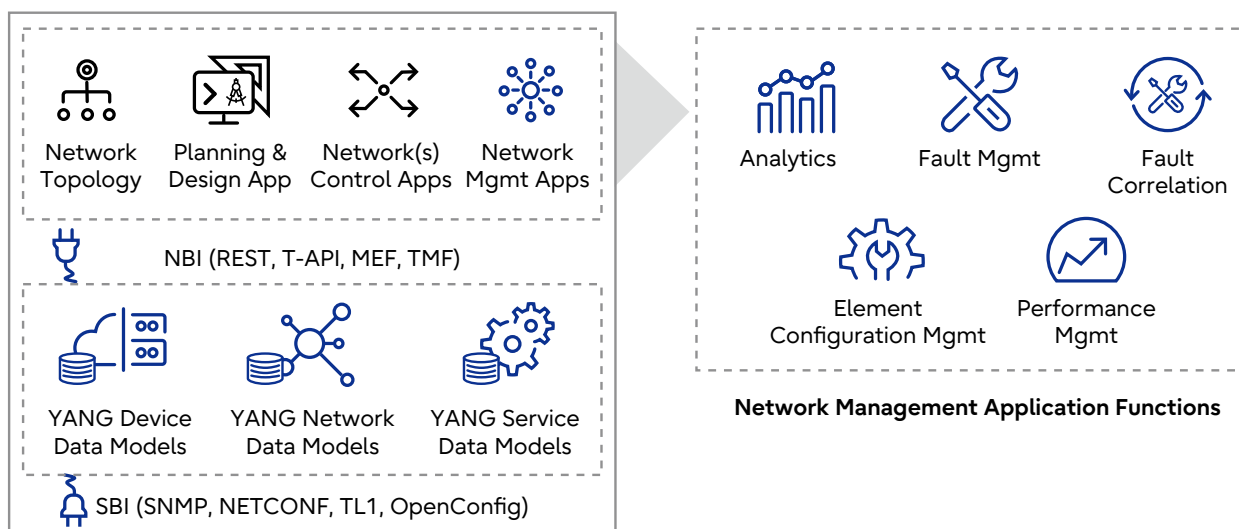 Network
Topology
Planning &
Design App
Network(s)
Control Apps
Network
Mgmt Apps
NBI (REST, T-API, MEF, TMF)
YANG Device
Data Models
YANG Network
Data Models
YANG Service
Data Models
SBI (SNMP, NETCONF, TL1, OpenConfig)
Analytics
Fault Mgmt
Fault
Correlation
Element
Configuration Mgmt
Performance
Mgmt
Network Management Application Functions